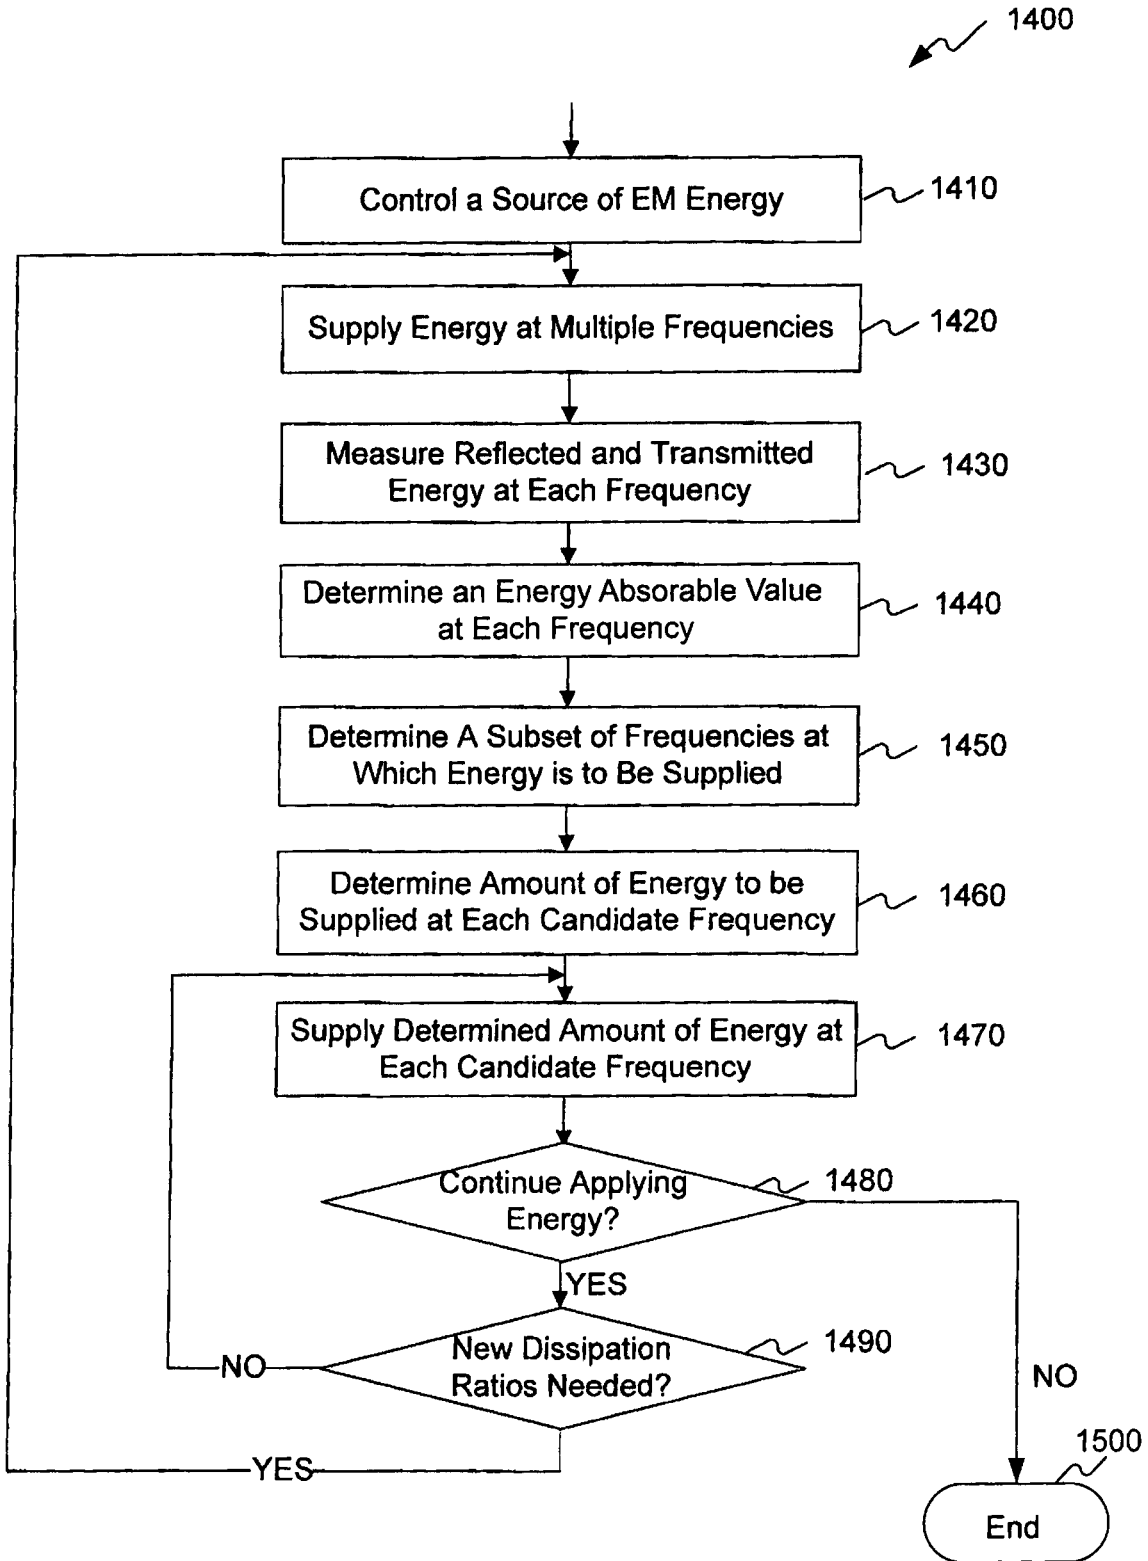 1400
Control a Source of EM Energy
1410
Supply Energy at Multiple Frequencies
1420
Measure Reflected and Transmitted
Energy at Each Frequency
1430
Determine an Energy Absorable Value
at Each Frequency
1440
Determine A Subset of Frequencies at
Which Energy is to Be Supplied
1450
Determine Amount of Energy to be
Supplied at Each Candidate Frequency
1460
Supply Determined Amount of Energy at
Each Candidate Frequency
1470
Continue Applying
Energy?
1480
YES
New Dissipation
Ratios Needed?
1490
NO
NO
YES
1500
End